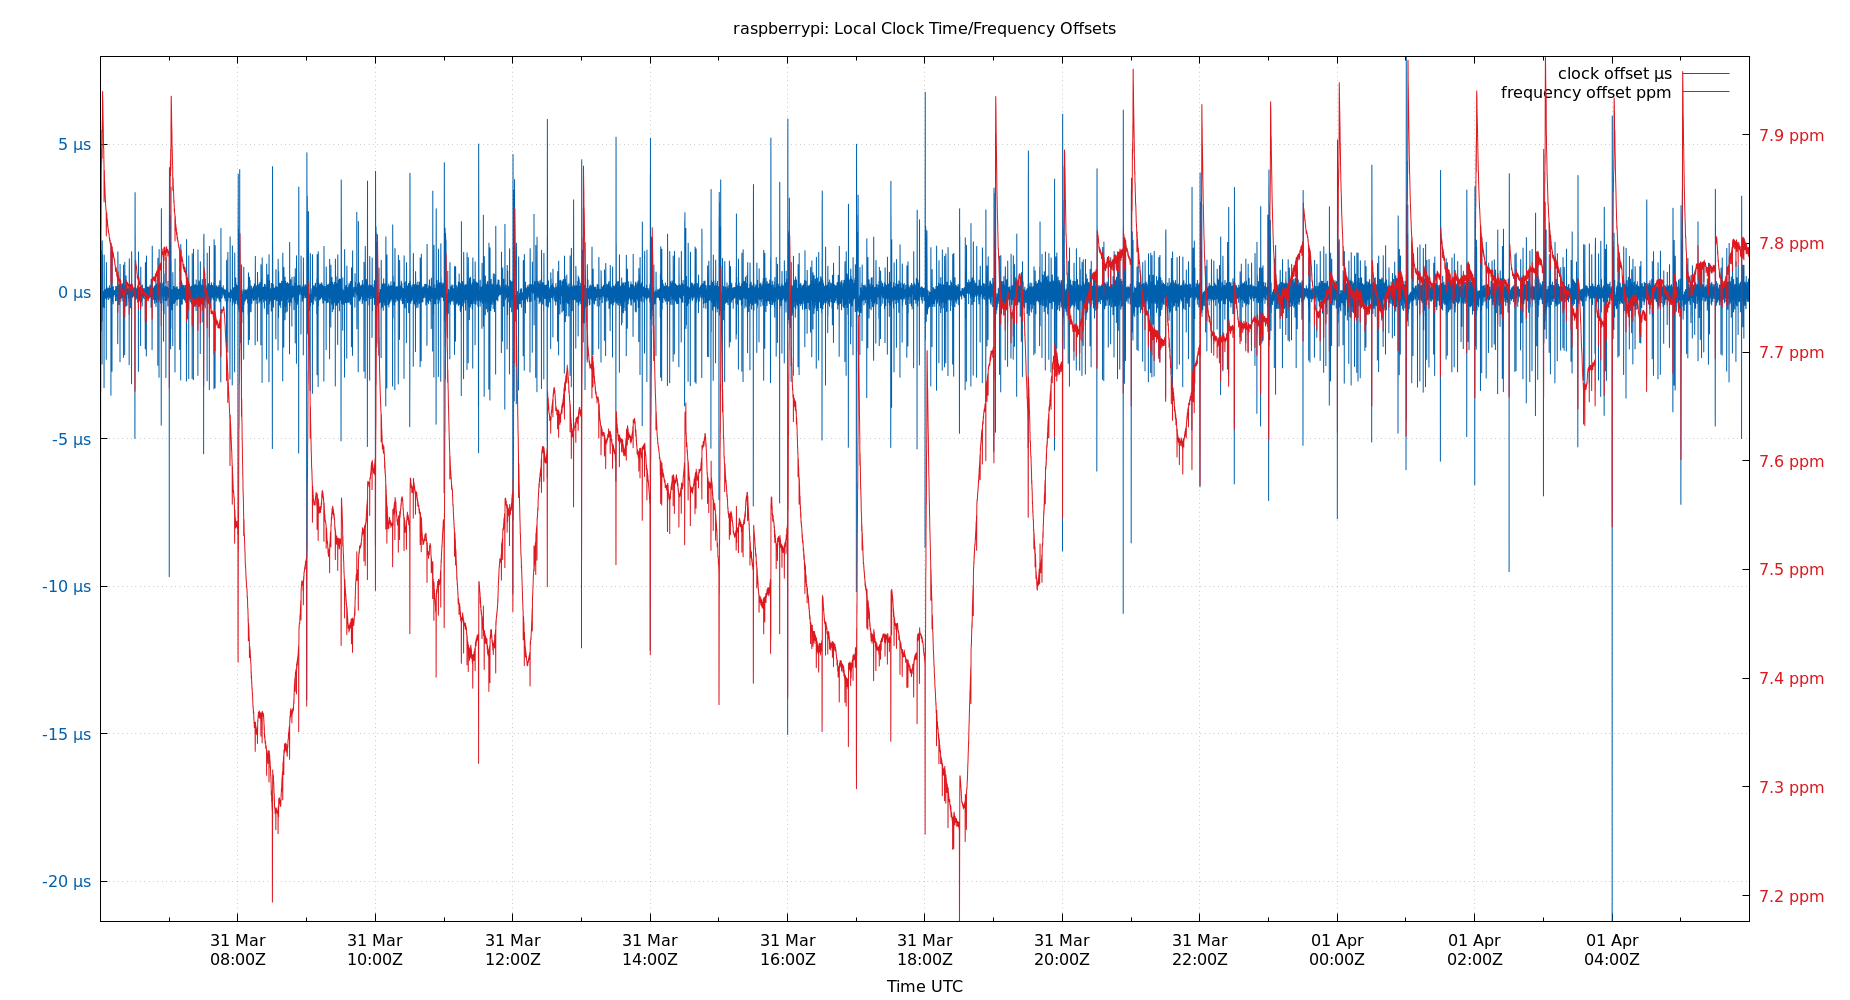 raspberrypi: Local Clock Time/Frequency Offsets
clock offset µs
frequency offset ppm
5 µs
0 µs
-5 µs
-10 µs
-15 µs
-20 µs
7.9 ppm
7.8 ppm
7.7 ppm
7.6 ppm
7.5 ppm
7.4 ppm
7.3 ppm
7.2 ppm
31 Mar 31 Mar 31 Mar 31 Mar 31 Mar 31 Mar 31 Mar 31 Mar 01 Apr 01 Apr 01 Apr
08:00Z 10:00Z 12:00Z 14:00Z 16:00Z 18:00Z 20:00Z 22:00Z 00:00Z 02:00Z 04:00Z
Time UTC